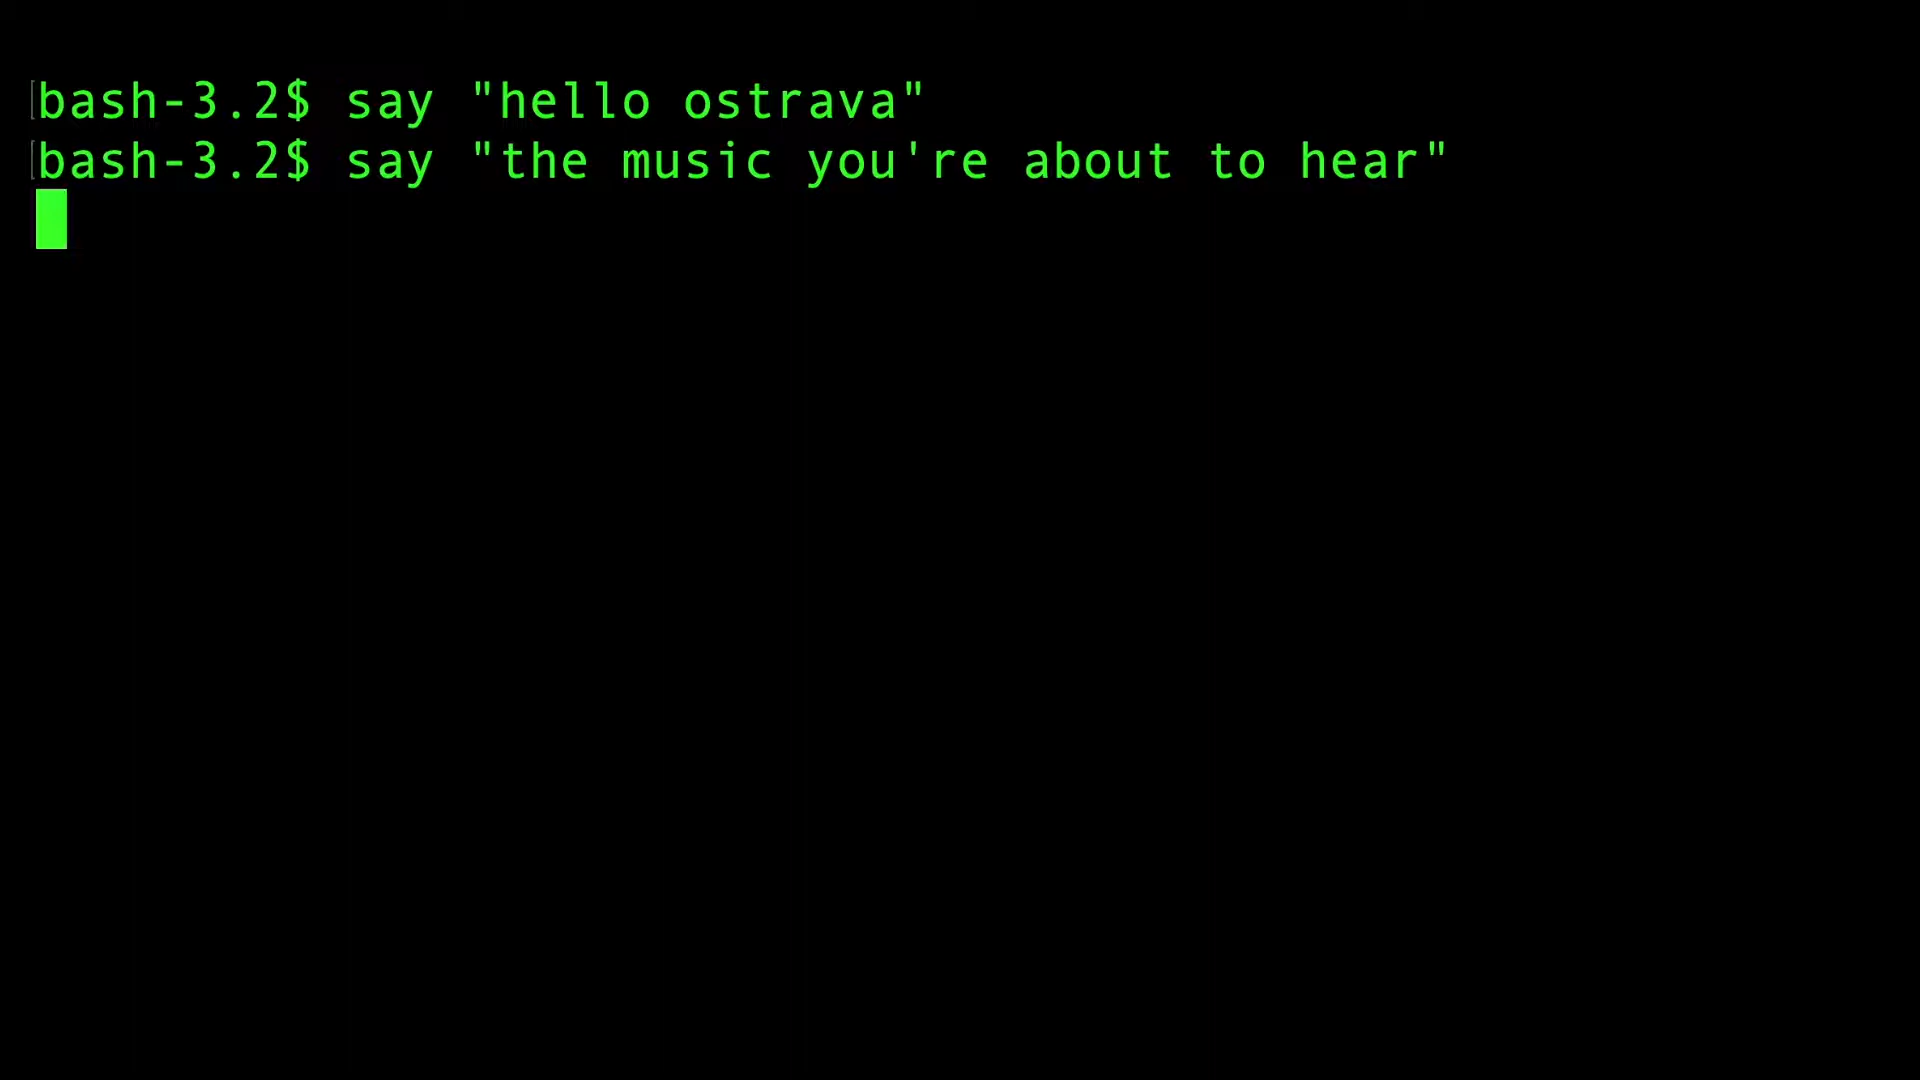 bash-3.2$ say "hello ostrava"
bash-3.2$ say "the music you're about to hear"